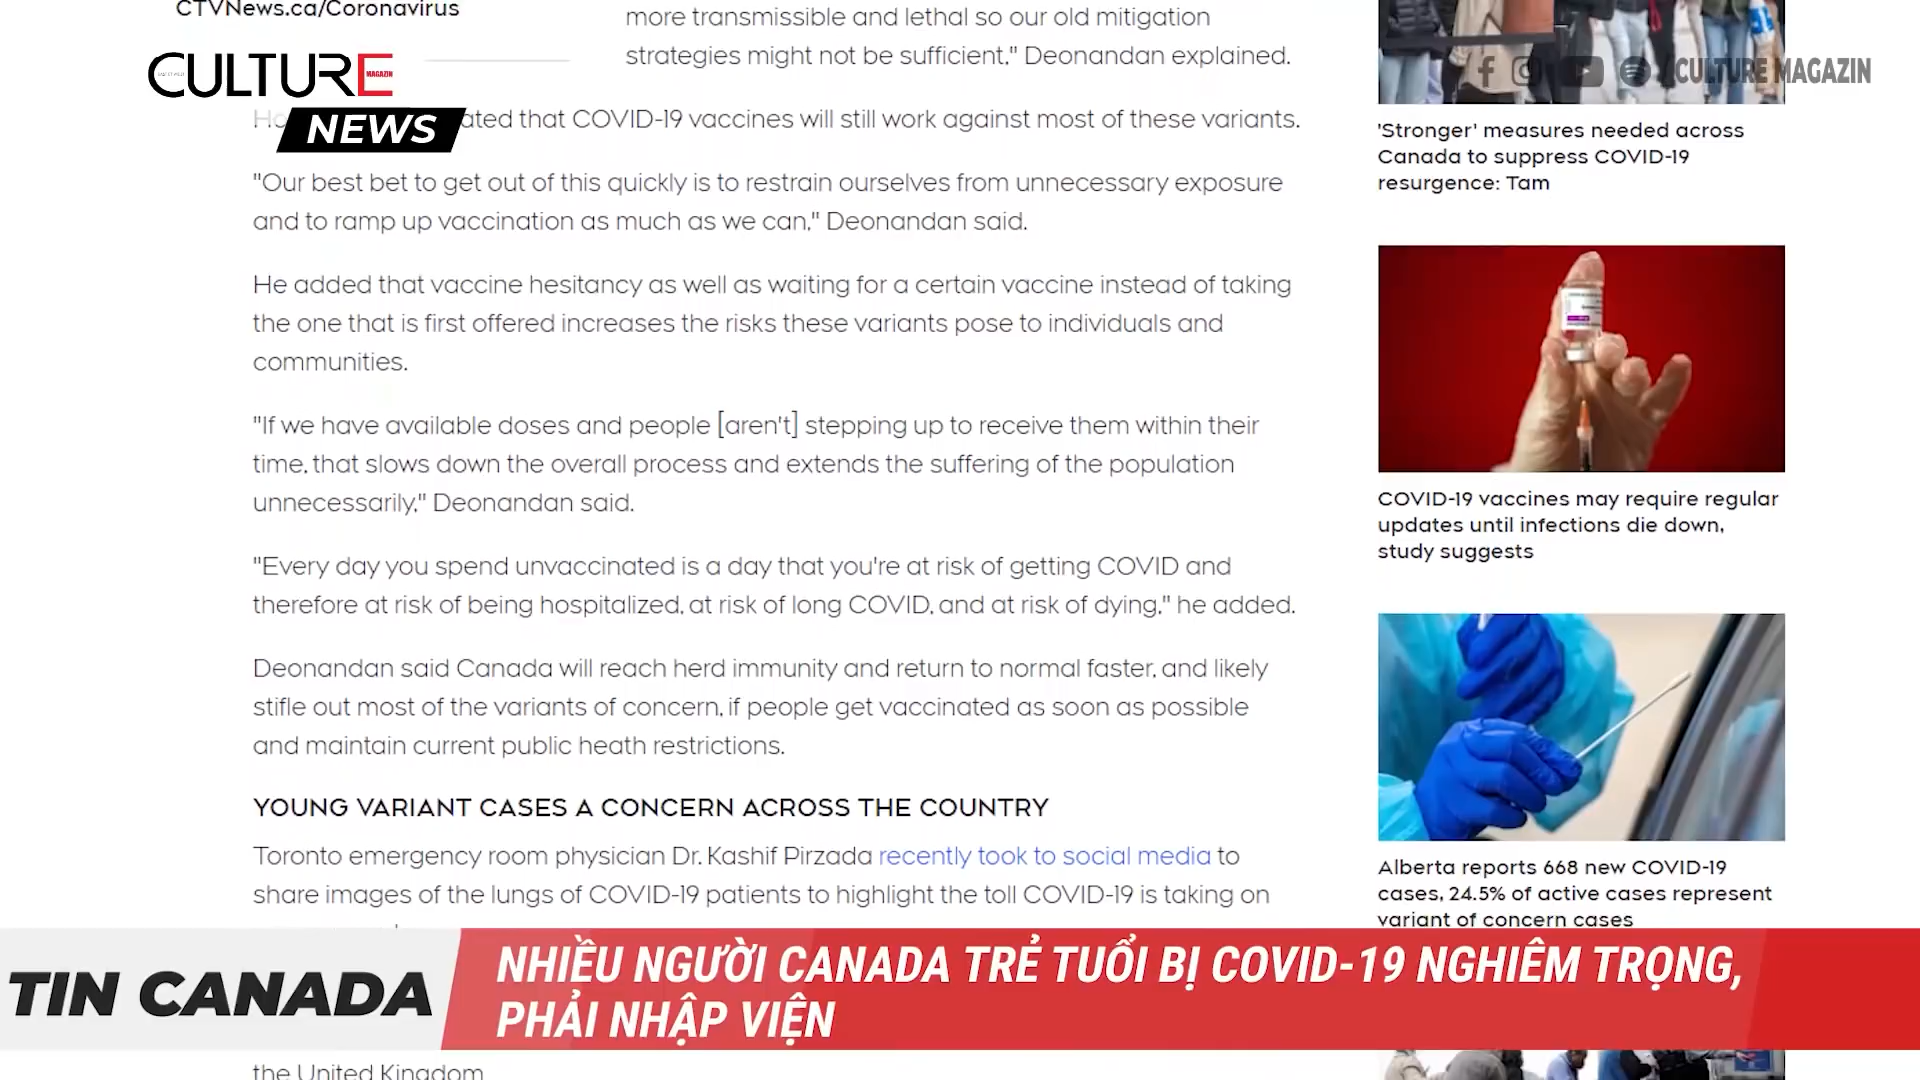 CTVNews.ca/Coronavirus
more transmissible and lethal so our old mitigation
strategies might not be sufficient," Deonandan explained.
CULTURE
MAGAZIN
NEWS
ated that COVID-19 vaccines will still work against most of these variants.
"Our best bet to get out of this quickly is to restrain ourselves from unnecessary exposure
and to ramp up vaccination as much as we can," Deonandan said.
He added that vaccine hesitancy as well as waiting for a certain vaccine instead of taking
the one that is first offered increases the risks these variants pose to individuals and
communities.
"If we have available doses and people [aren't] stepping up to receive them within their
time, that slows down the overall process and extends the suffering of the population
unnecessarily," Deonandan said.
"Every day you spend unvaccinated is a day that you're at risk of getting COVID and
therefore at risk of being hospitalized, at risk of long COVID, and at risk of dying," he added.
Deonandan said Canada will reach herd immunity and return to normal faster, and likely
stifle out most of the variants of concern, if people get vaccinated as soon as possible
and maintain current public heath restrictions.
YOUNG VARIANT CASES A CONCERN ACROSS THE COUNTRY
Toronto emergency room physician Dr. Kashif Pirzada recently took to social media to
share images of the lungs of COVID-19 patients to highlight the toll COVID-19 is taking on
the United Kingdom
/CULTURE MAGAZIN
'Stronger' measures needed across
Canada to suppress COVID-19
resurgence: Tam
COVID-19 vaccines may require regular
updates until infections die down,
study suggests
Alberta reports 668 new COVID-19
cases, 24.5% of active cases represent
variant of concern cases
TIN CANADA
NHIỀU NGƯỜI CANADA TRẺ TUỔI BỊ COVID-19 NGHIÊM TRỌNG,
PHẢI NHẬP VIỆN